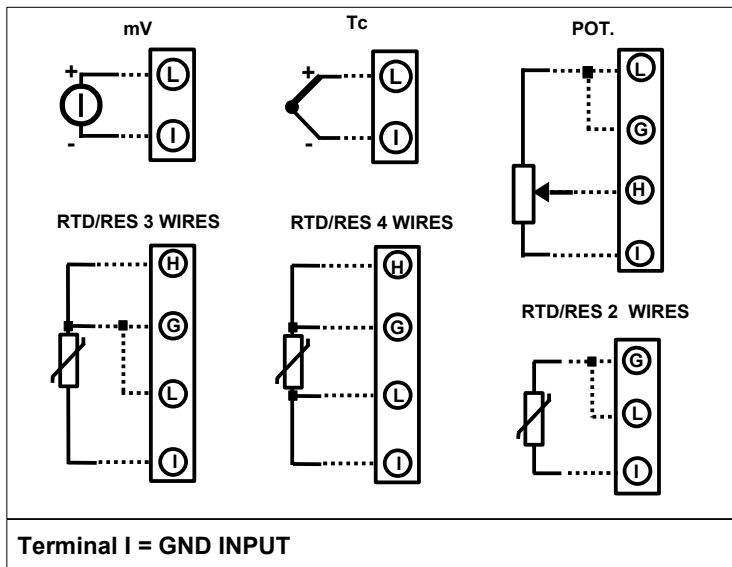 mV
+
L
I
-
I
Tc
+
L
-
I
POT.
L
G
H
I
RTD/RES 3 WIRES
H
G
L
I
RTD/RES 4 WIRES
H
G
L
I
RTD/RES 2 WIRES
G
L
I
Terminal I = GND INPUT